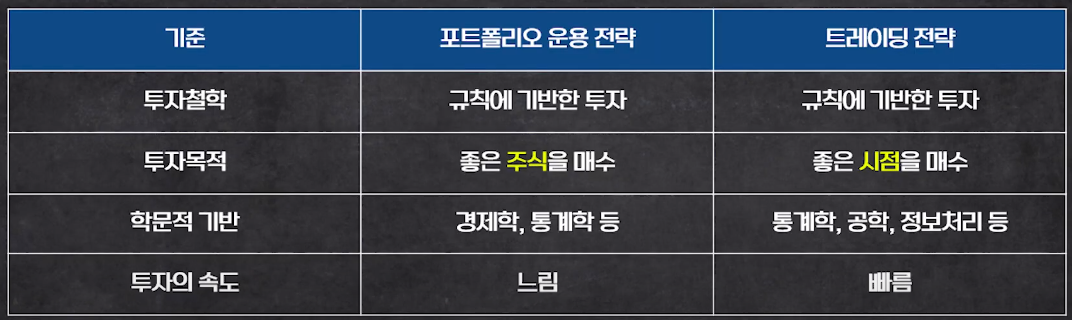 기준 포트폴리오 운용 전략 트레이딩 전략
투자철학 규칙에 기반한 투자 규칙에 기반한 투자
투자목적 좋은 주식을 매수 좋은 시점을 매수
학문적 기반 경제학, 통계학 등 통계학, 공학, 정보처리 등
투자의 속도 느림 빠름